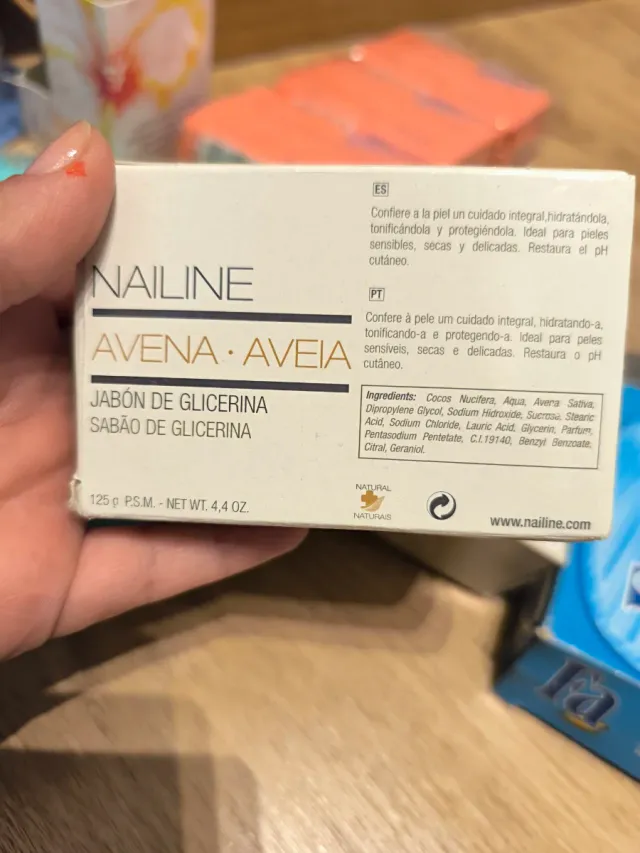 NAILINE
AVENA · AVEIA
JABÓN DE GLICERINA
SABÃO DE GLICERINA
125 g P.S.M. - NET WT. 4,4 OZ.
ES
Confiere a la piel un cuidado integral,hidratándola,
tonificándola y protegiéndola. Ideal para pieles
sensibles, secas y delicadas. Restaura el pH
cutáneo.
PT
Confere à pele um cuidado integral, hidratando-a,
tonificando-a e protegendo-a. Ideal para peles
sensíveis, secas e delicadas. Restaura o pH
cutâneo.
Ingredients: Cocos Nucifera, Aqua, Avena Sativa,
Dipropylene Glycol, Sodium Hidroxide, Sucrose, Stearic
Acid, Sodium Chloride, Lauric Acid, Glycerin, Parfum,
Pentasodium Pentetate, C.I.19140, Benzyl Benzoate,
Citral, Geraniol.
NATURAL
NATURAIS
www.nailine.com
Fa